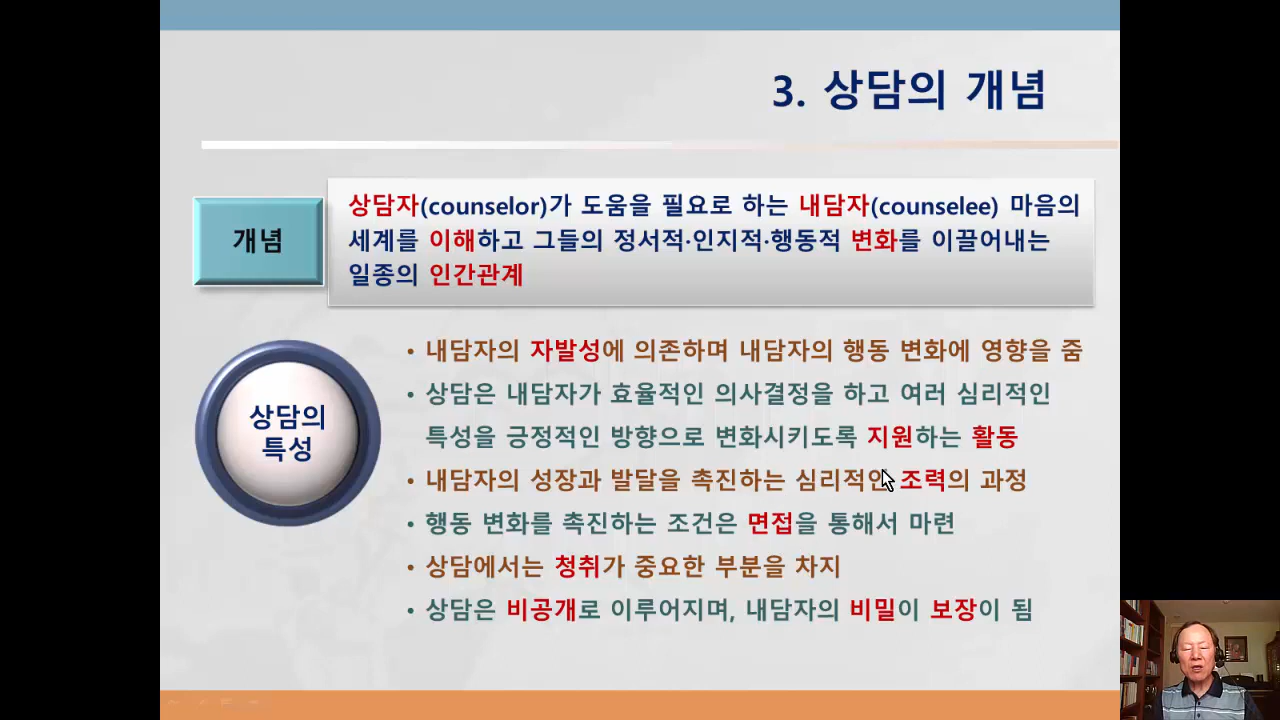 3. 상담의 개념
개념
상담자(counselor)가 도움을 필요로 하는 내담자(counselee) 마음의
세계를 이해하고 그들의 정서적·인지적·행동적 변화를 이끌어내는
일종의 인간관계
상담의
특성
• 내담자의 자발성에 의존하며 내담자의 행동 변화에 영향을 줌
• 상담은 내담자가 효율적인 의사결정을 하고 여러 심리적인
특성을 긍정적인 방향으로 변화시키도록 지원하는 활동
• 내담자의 성장과 발달을 촉진하는 심리적인 조력의 과정
• 행동 변화를 촉진하는 조건은 면접을 통해서 마련
• 상담에서는 청취가 중요한 부분을 차지
• 상담은 비공개로 이루어지며, 내담자의 비밀이 보장이 됨